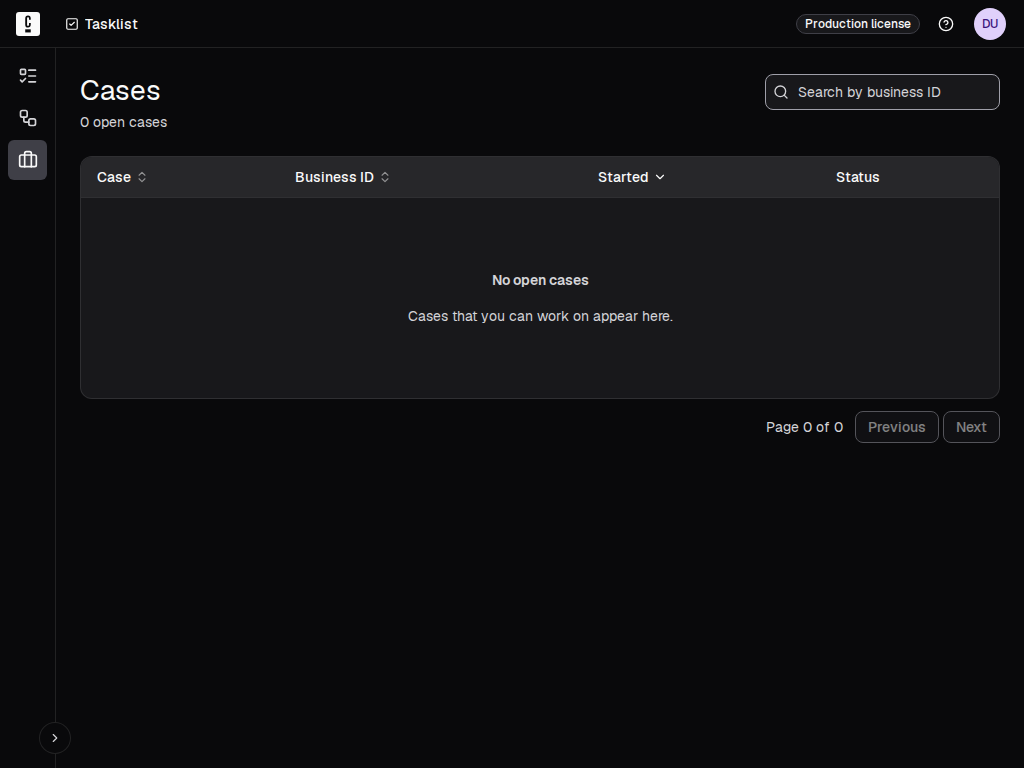 Tasklist
Production license
DU
Cases
0 open cases
Search by business ID
Case
Business ID
Started
Status
No open cases
Cases that you can work on appear here.
Page 0 of 0
Previous
Next